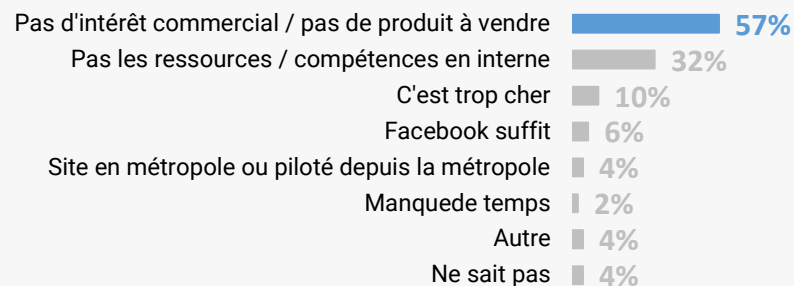 Pas d'intérêt commercial / pas de produit à vendre 57%
Pas les ressources / compétences en interne 32%
C'est trop cher 10%
Facebook suffit 6%
Site en métropole ou piloté depuis la métropole 4%
Manquede temps 2%
Autre 4%
Ne sait pas 4%